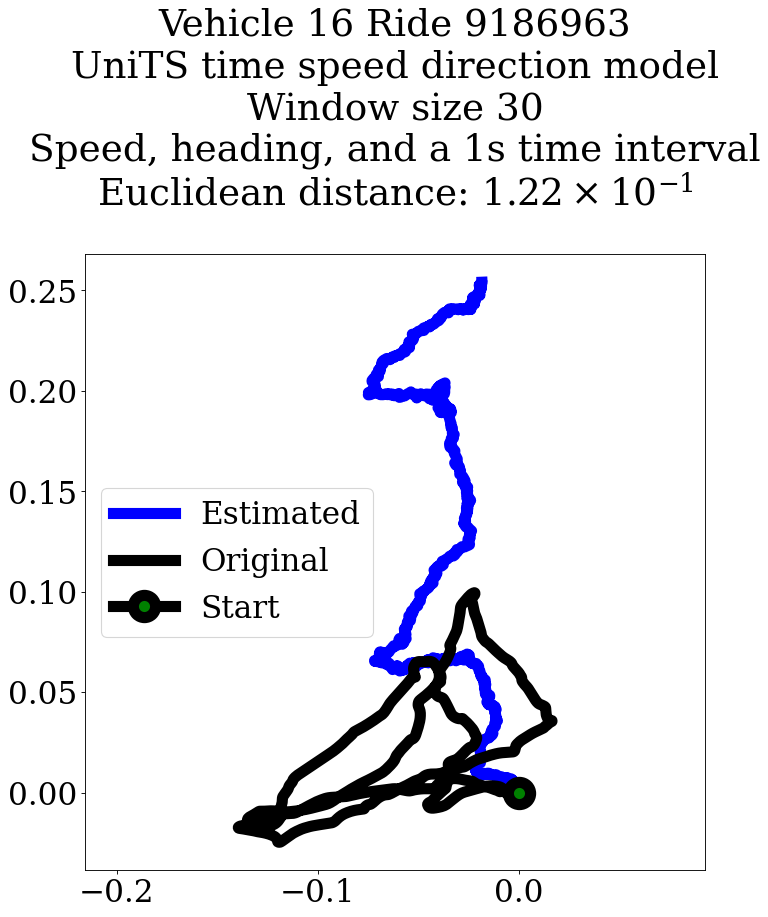 Vehicle 16 Ride 9186963
UniTS time speed direction model
Window size 30
Speed, heading, and a 1s time interval
Euclidean distance: 1.22 × 10⁻¹
0.25
0.20
0.15
0.10
0.05
0.00
Estimated
Original
Start
−0.2
−0.1
0.0